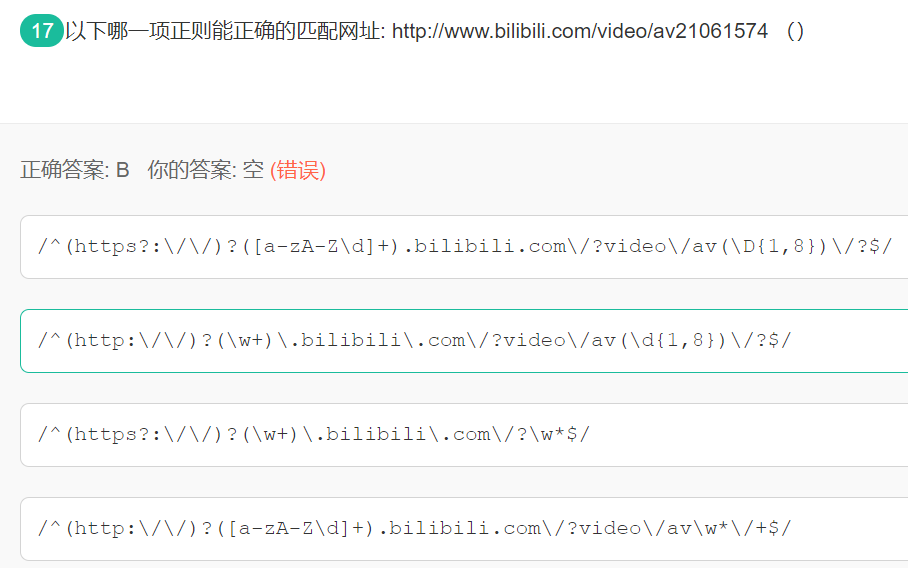 17 以下哪一项正则能正确的匹配网址: http://www.bilibili.com/video/av21061574 （）
正确答案: B 你的答案: 空 (错误)
/^(https?:\/\/)?([a-zA-Z\d]+).bilibili.com\/?video\/av(\D{1,8})\/?$/
/^(http:\/\/)?(\w+)\.bilibili\.com\/?video\/av(\d{1,8})\/?$/
/^(https?:\/\/)?(\w+)\.bilibili\.com\/?\w*$/
/^(http:\/\/)?([a-zA-Z\d]+).bilibili.com\/?video\/av\w*\/+$/